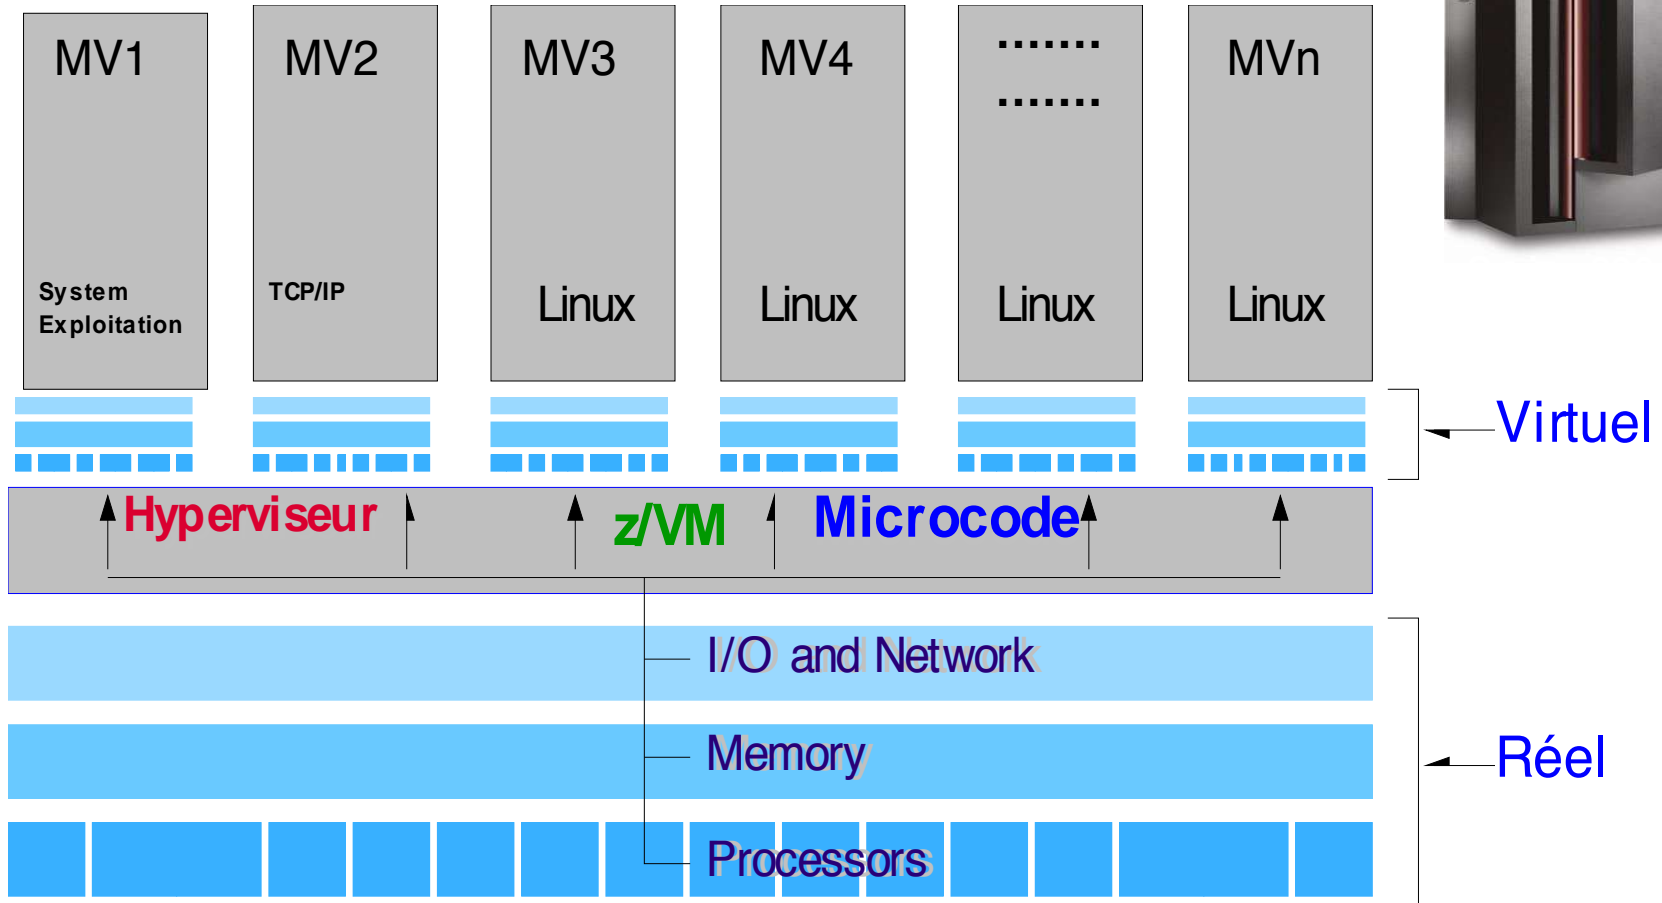 MV1
MV2
MV3
MV4
.......
.......
MVn
System
Exploitation
TCP/IP
Linux
Linux
Linux
Linux
Virtuel
Hyperviseur
z/VM
Microcode
I/O and Network
Memory
Réel
Processors